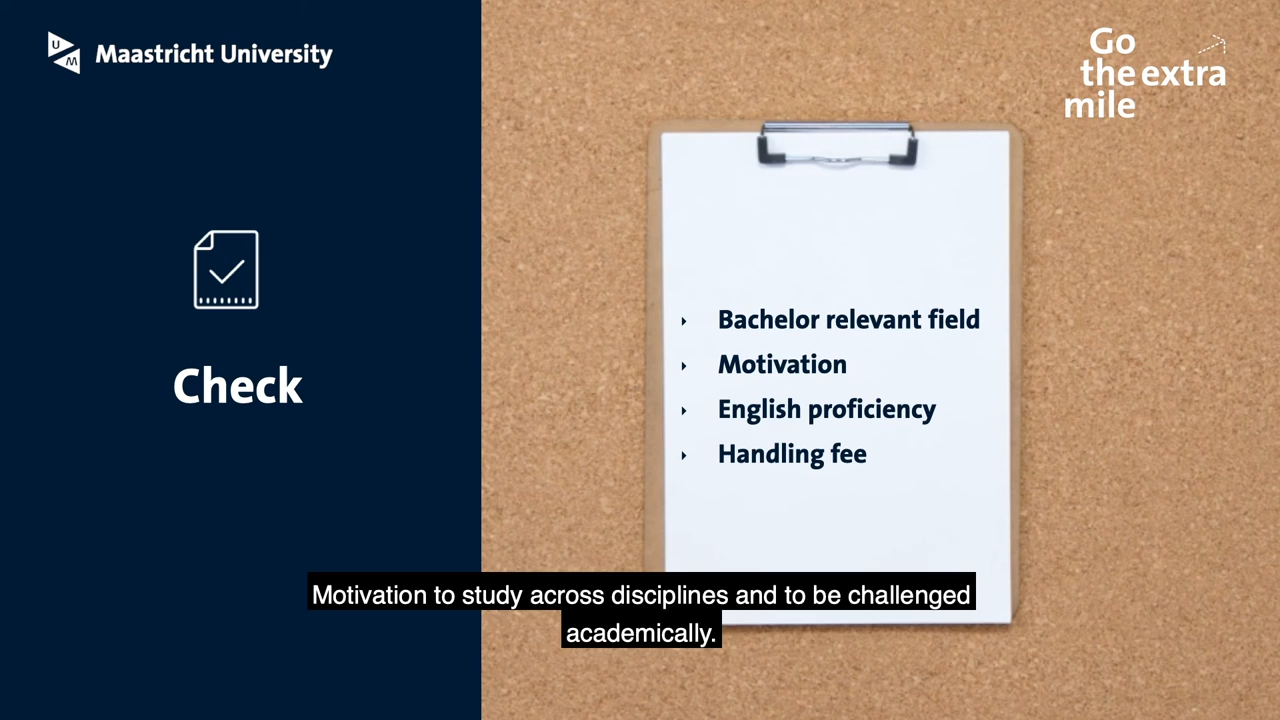 UM
Maastricht University
Go
the extra
mile
Check
Bachelor relevant field
Motivation
English proficiency
Handling fee
Motivation to study across disciplines and to be challenged
academically.